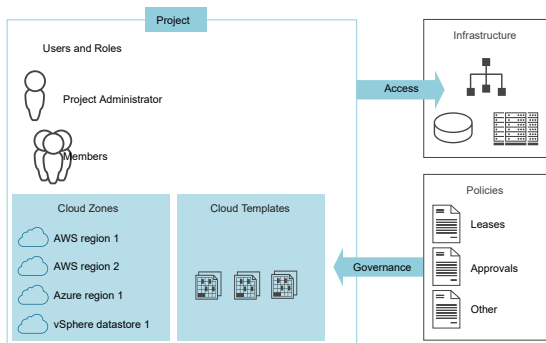 Project
Users and Roles
Project Administrator
Members
Cloud Zones
AWS region 1
AWS region 2
Azure region 1
vSphere datastore 1
Cloud Templates
Access
Governance
Infrastructure
Policies
Leases
Approvals
Other